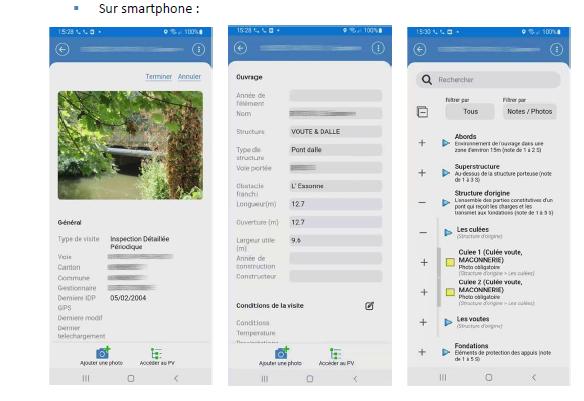 ▪ Sur smartphone :
15:28
100%
Terminer Annuler
Général
Type de visite Inspection Détaillée
Périodique
Voie
Canton
Commune
Gestionnaire
Derniere IDP 05/02/2004
GPS
Dernière modif
Dernier
telechargement
Ajouter une photo Accéder au PV
15:28
100%
Ouvrage
Année de
l'élément
Nom
Structure VOUTE & DALLE
Type de Pont dalle
structure
Voie portée
Obstacle L' Essonne
franchi
Longueur(m) 12.7
Ouverture (m) 12.7
Largeur utile 9.6
(m)
Année de
construction
Constructeur
Conditions de la visite
Conditions
Temperature
Ajouter une photo Accéder au PV
15:30
100%
Rechercher
Filtrer par Filtrer par
Tous Notes / Photos
Abords
Environnement de l'ouvrage dans une
zone d'environ 15m (note de 1 à 5)
Superstructure
Au-dessus de la structure porteuse (note
de 1 à 5)
Structure d'origine
L'ensemble des parties constitutives d'un
pont qui reçoit les charges et les
transmet aux fondations (note de 1 à 5)
Les culées
(Structure d'origine)
Culee 1 (Culée voute,
MACONNERIE)
Photo obligatoire
(Structure d'origine > Les culées)
Culee 2 (Culée voute,
MACONNERIE)
Photo obligatoire
(Structure d'origine > Les culées)
Les voutes
(Structure d'origine)
Fondations
Eléments de protection des appuis (note
de 1 à 5)